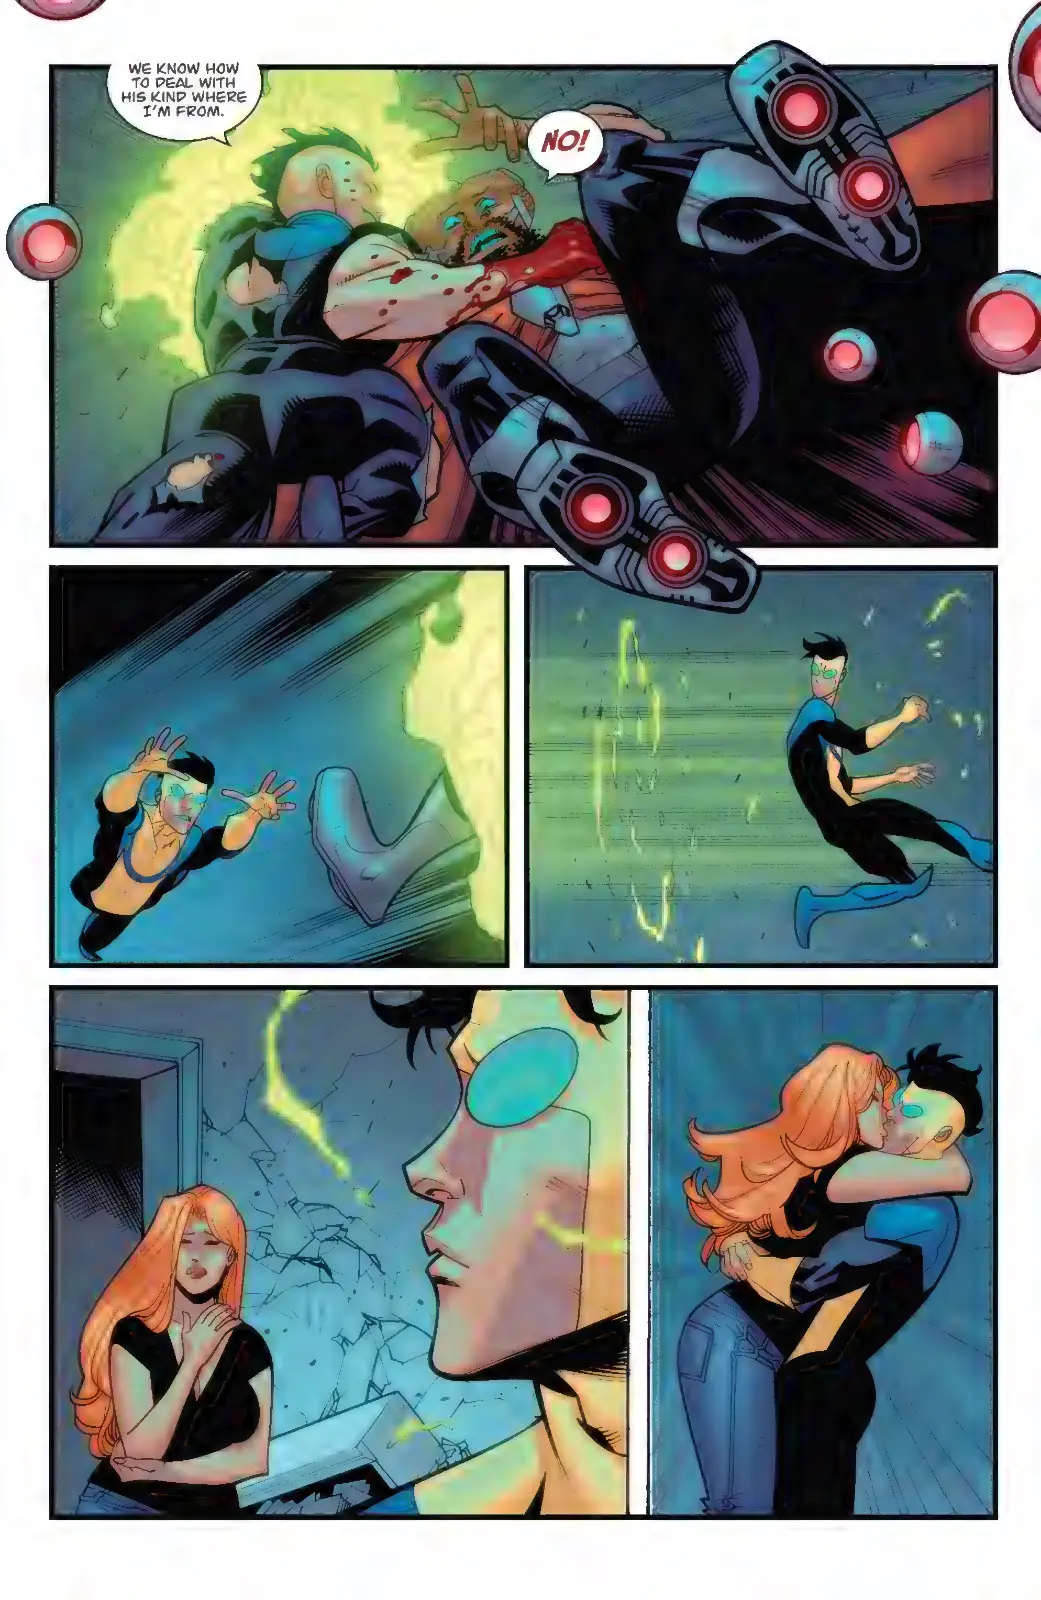 WE KNOW HOW
TO DEAL WITH
HIS KIND WHERE
I'M FROM.
NO!